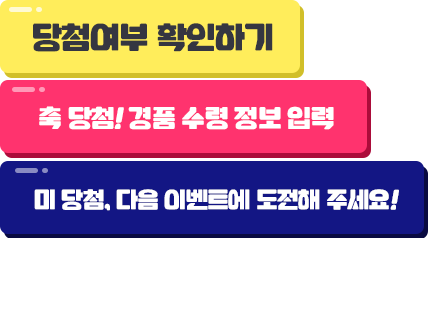 당첨여부 확인하기
축 당첨! 경품 수령 정보 입력
미 당첨, 다음 이벤트에 도전해 주세요!